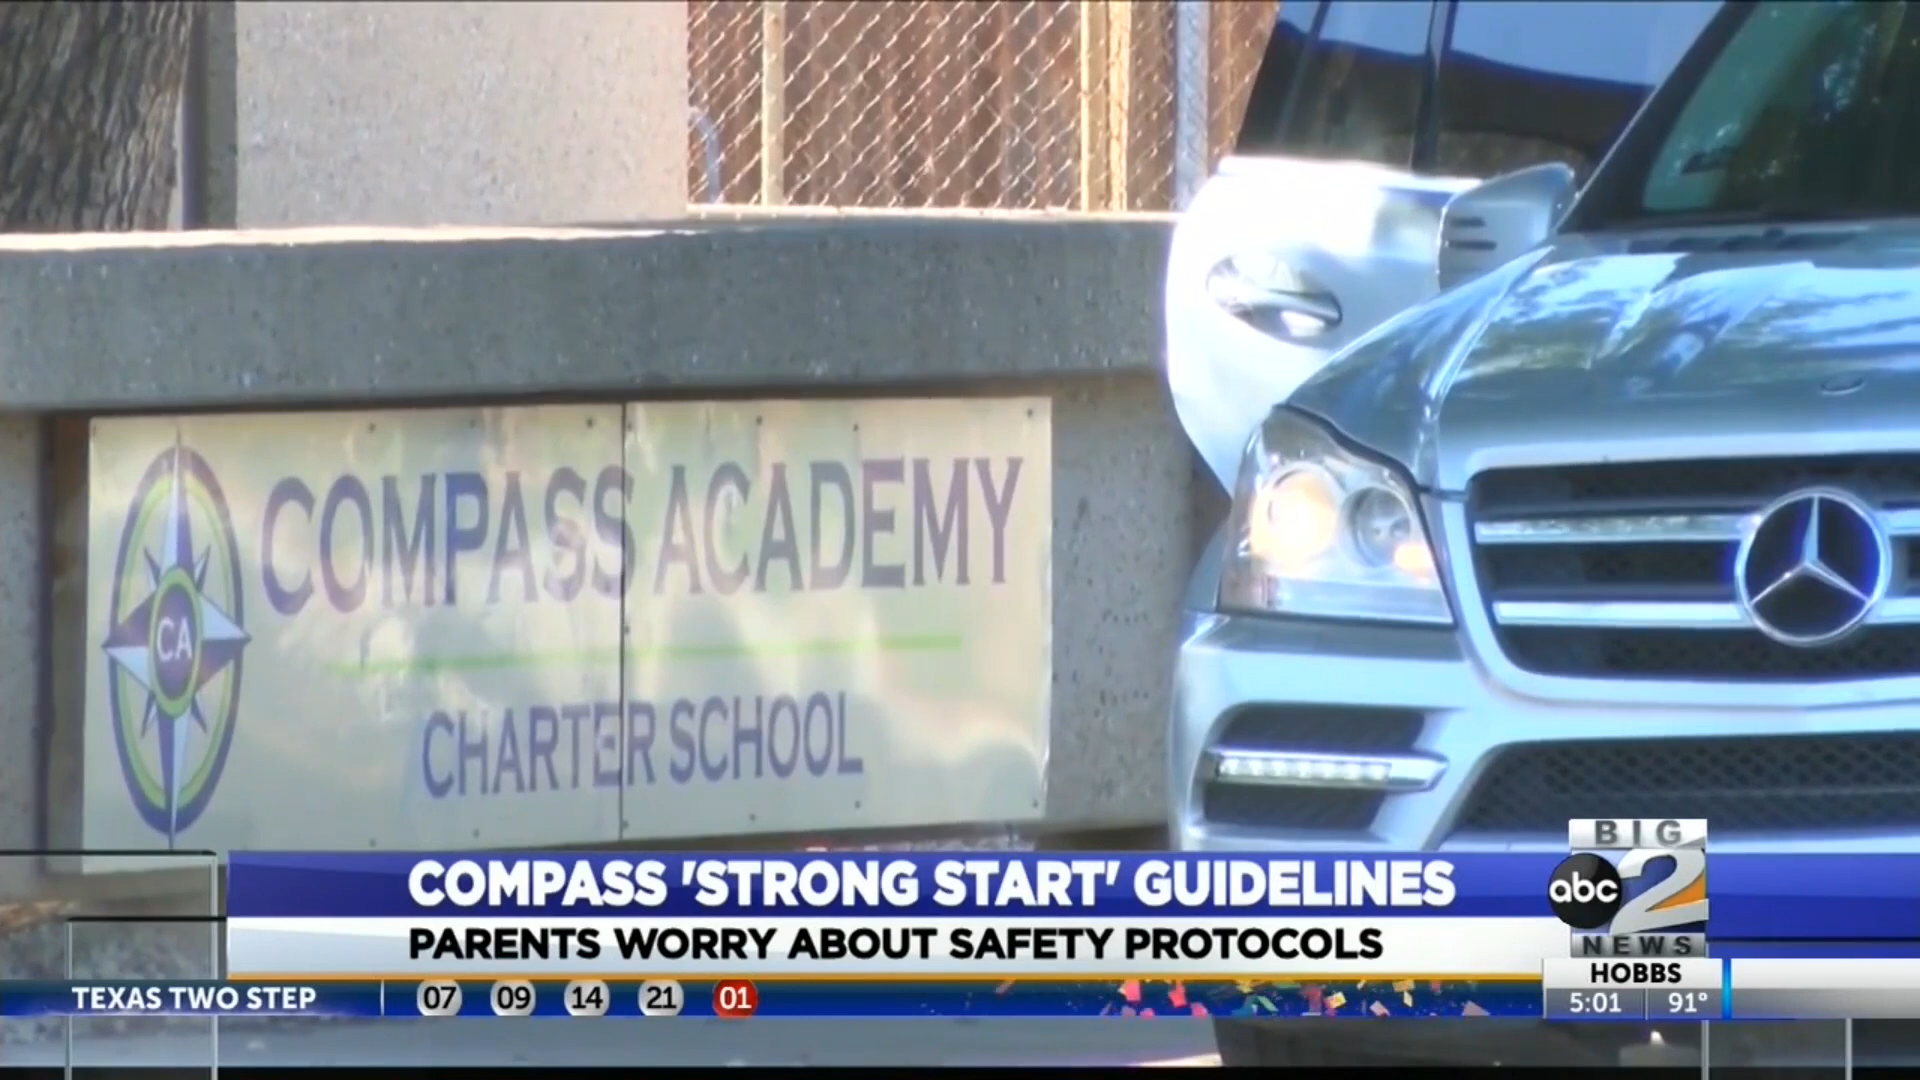 CA
COMPASS ACADEMY
CHARTER SCHOOL
COMPASS 'STRONG START' GUIDELINES
PARENTS WORRY ABOUT SAFETY PROTOCOLS
BIG
abc 2
NEWS
HOBBS
5:01 91°
TEXAS TWO STEP 07 09 14 21 01